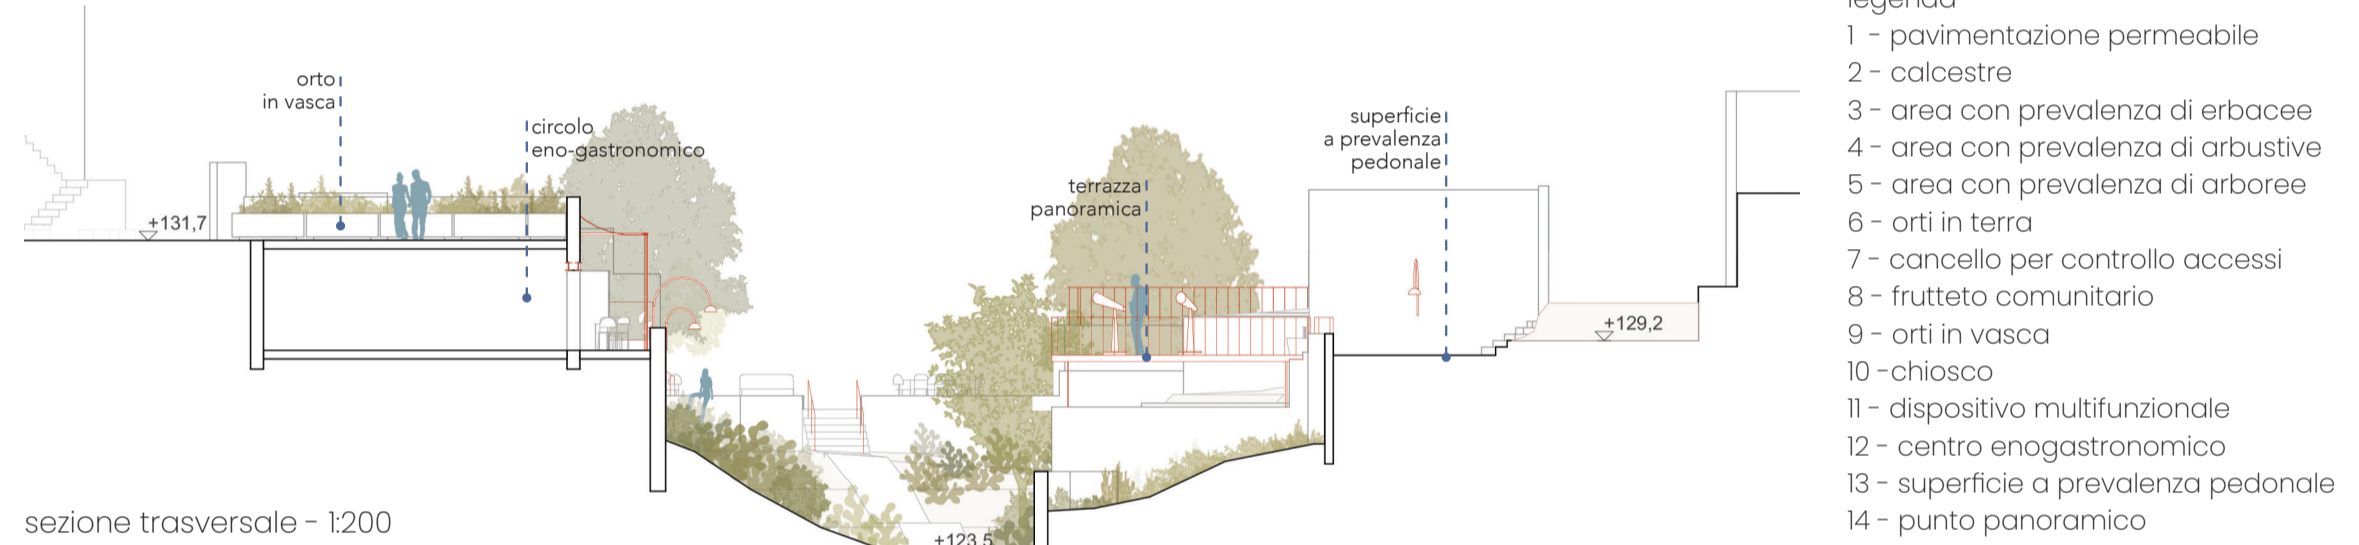 orto
in vasca
circolo
eno-gastronomico
superficie
a prevalenza
pedonale
terrazza
panoramica
+131,7
+129,2
+123,5
sezione trasversale - 1:200
legenda
1 - pavimentazione permeabile
2 - calcestre
3 - area con prevalenza di erbacee
4 - area con prevalenza di arbustive
5 - area con prevalenza di arboree
6 - orti in terra
7 - cancello per controllo accessi
8 - frutteto comunitario
9 - orti in vasca
10 -chiosco
11 - dispositivo multifunzionale
12 - centro enogastronomico
13 - superficie a prevalenza pedonale
14 - punto panoramico